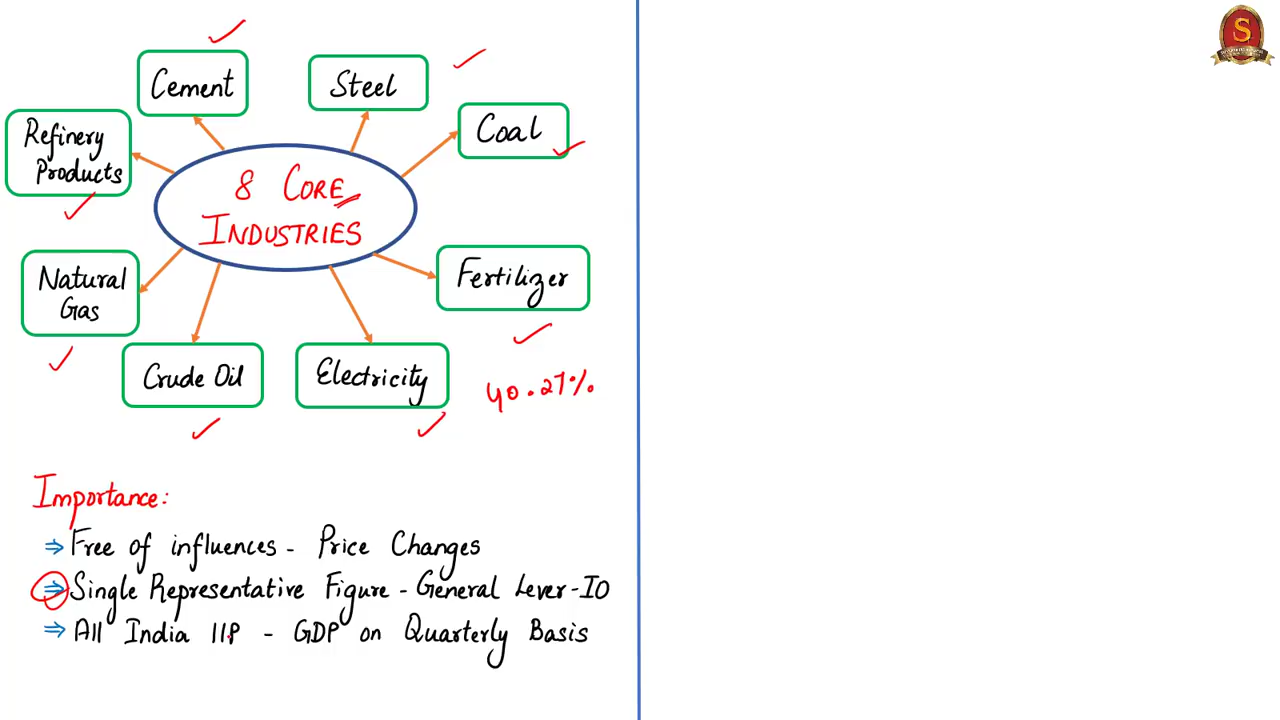 Cement
Steel
Coal
Refinery
Products
8 CORE
INDUSTRIES
Natural
Gas
Fertilizer
Crude Oil
Electricity
40.27%
Importance:
⇒ Free of influences - Price Changes
⇒ Single Representative Figure - General Lever-IO
⇒ All India IIP - GDP on Quarterly Basis
S